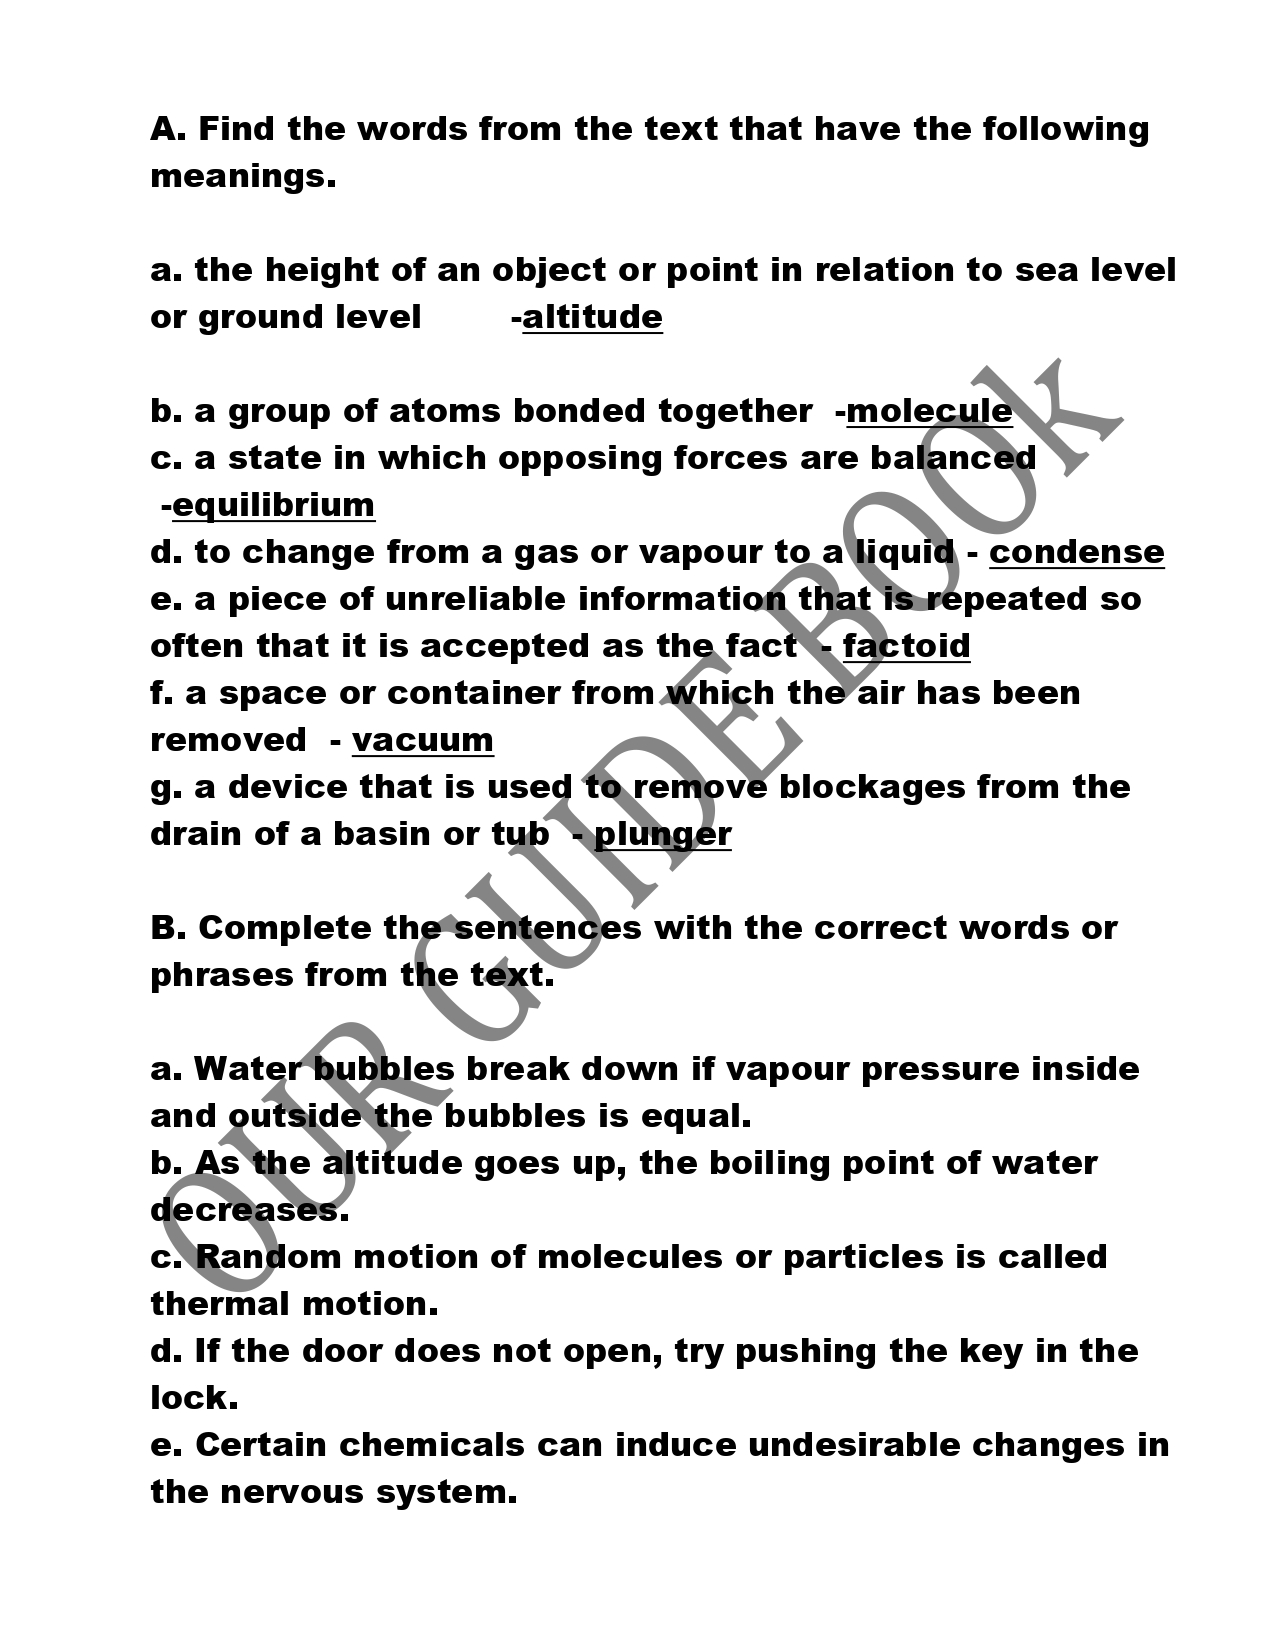 A. Find the words from the text that have the following
meanings.
a. the height of an object or point in relation to sea level
or ground level -altitude
b. a group of atoms bonded together -molecule
c. a state in which opposing forces are balanced
-equilibrium
d. to change from a gas or vapour to a liquid - condense
e. a piece of unreliable information that is repeated so
often that it is accepted as the fact - factoid
f. a space or container from which the air has been
removed - vacuum
g. a device that is used to remove blockages from the
drain of a basin or tub - plunger
B. Complete the sentences with the correct words or
phrases from the text.
a. Water bubbles break down if vapour pressure inside
and outside the bubbles is equal.
b. As the altitude goes up, the boiling point of water
decreases.
c. Random motion of molecules or particles is called
thermal motion.
d. If the door does not open, try pushing the key in the
lock.
e. Certain chemicals can induce undesirable changes in
the nervous system.
OUR GUIDE BOOk